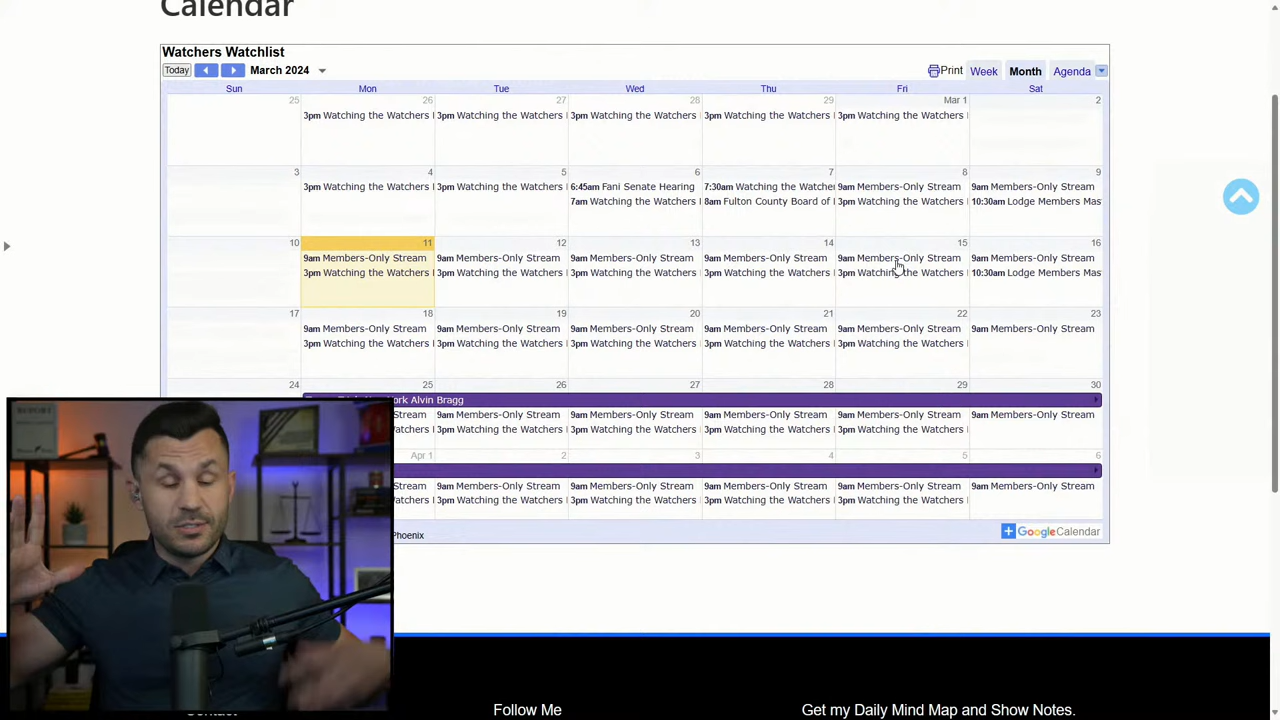 Calendar
Watchers Watchlist
Today
March 2024
Print
Week
Month
Agenda
Sun Mon Tue Wed Thu Fri Sat
25 26 27 28 29 Mar 1 2
3pm Watching the Watchers 3pm Watching the Watchers 3pm Watching the Watchers 3pm Watching the Watchers 3pm Watching the Watchers
3 4 5 6 7 8 9
3pm Watching the Watchers 3pm Watching the Watchers 6:45am Fani Senate Hearing 7:30am Watching the Watcher 9am Members-Only Stream 9am Members-Only Stream
7am Watching the Watchers 8am Fulton County Board of 3pm Watching the Watchers 10:30am Lodge Members Mas
10 11 12 13 14 15 16
9am Members-Only Stream 9am Members-Only Stream 9am Members-Only Stream 9am Members-Only Stream 9am Members-Only Stream 9am Members-Only Stream
3pm Watching the Watchers 3pm Watching the Watchers 3pm Watching the Watchers 3pm Watching the Watchers 3pm Watching the Watchers 10:30am Lodge Members Mas
17 18 19 20 21 22 23
9am Members-Only Stream 9am Members-Only Stream 9am Members-Only Stream 9am Members-Only Stream 9am Members-Only Stream 9am Members-Only Stream
3pm Watching the Watchers 3pm Watching the Watchers 3pm Watching the Watchers 3pm Watching the Watchers 3pm Watching the Watchers
24 25 26 27 28 29 30
Alvin Bragg
Stream 9am Members-Only Stream 9am Members-Only Stream 9am Members-Only Stream 9am Members-Only Stream 9am Members-Only Stream
Watchers 3pm Watching the Watchers 3pm Watching the Watchers 3pm Watching the Watchers 3pm Watching the Watchers
Apr 1 2 3 4 5 6
Stream 9am Members-Only Stream 9am Members-Only Stream 9am Members-Only Stream 9am Members-Only Stream 9am Members-Only Stream
Watchers 3pm Watching the Watchers 3pm Watching the Watchers 3pm Watching the Watchers 3pm Watching the Watchers
Phoenix
Google Calendar
Contact
Follow Me
Get my Daily Mind Map and Show Notes.